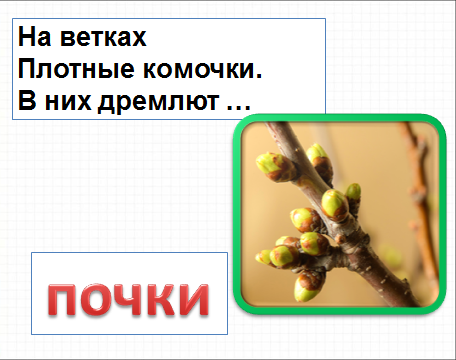 На ветках
Плотные комочки.
В них дремлют …
почки